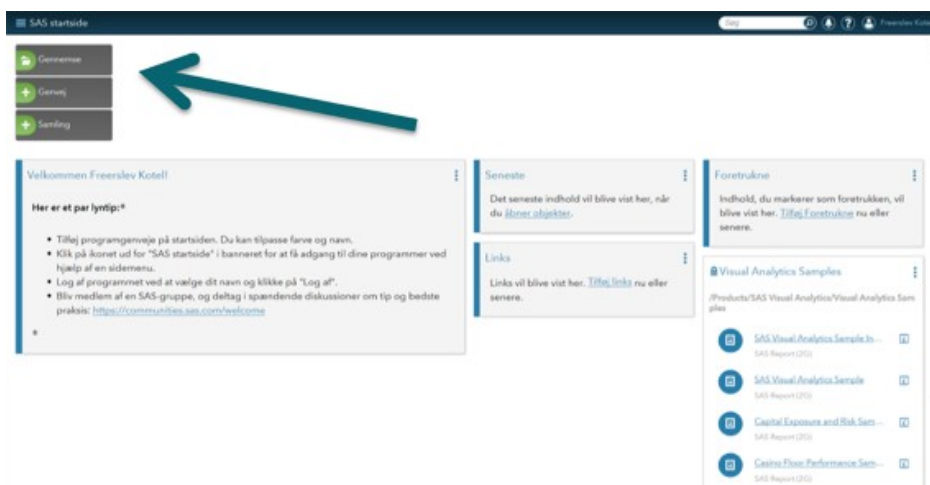 SAS startside
Søg
Freerslev Kotel
Gennemse
Genvej
Samling
Velkommen Freerslev Kotel!
Her er et par lyntip:*
Tilføj programgenveje på startsiden. Du kan tilpasse farve og navn.
Klik på ikonet ud for "SAS startside" i banneret for at få adgang til dine programmer ved
hjælp af en sidemenu.
Log af programmet ved at vælge dit navn og klikke på "Log af".
Bliv medlem af en SAS-gruppe, og deltag i spændende diskussioner om tip og bedste
praksis: https://communities.sas.com/welcome
*
Seneste
Det seneste indhold vil blive vist her, når
du åbner objekter.
Links
Links vil blive vist her. Tilføj links nu eller
senere.
Foretrukne
Indhold, du markerer som foretrukken, vil
blive vist her. Tilføj Foretrukne nu eller
senere.
Visual Analytics Samples
/Products/SAS Visual Analytics/Visual Analytics Sam
ples
SAS Visual Analytics Sample In...
SAS Report (2G)
SAS Visual Analytics Sample
SAS Report (2G)
Capital Exposure and Risk Sam...
SAS Report (2G)
Casino Floor Performance Sam...
SAS Report (2G)